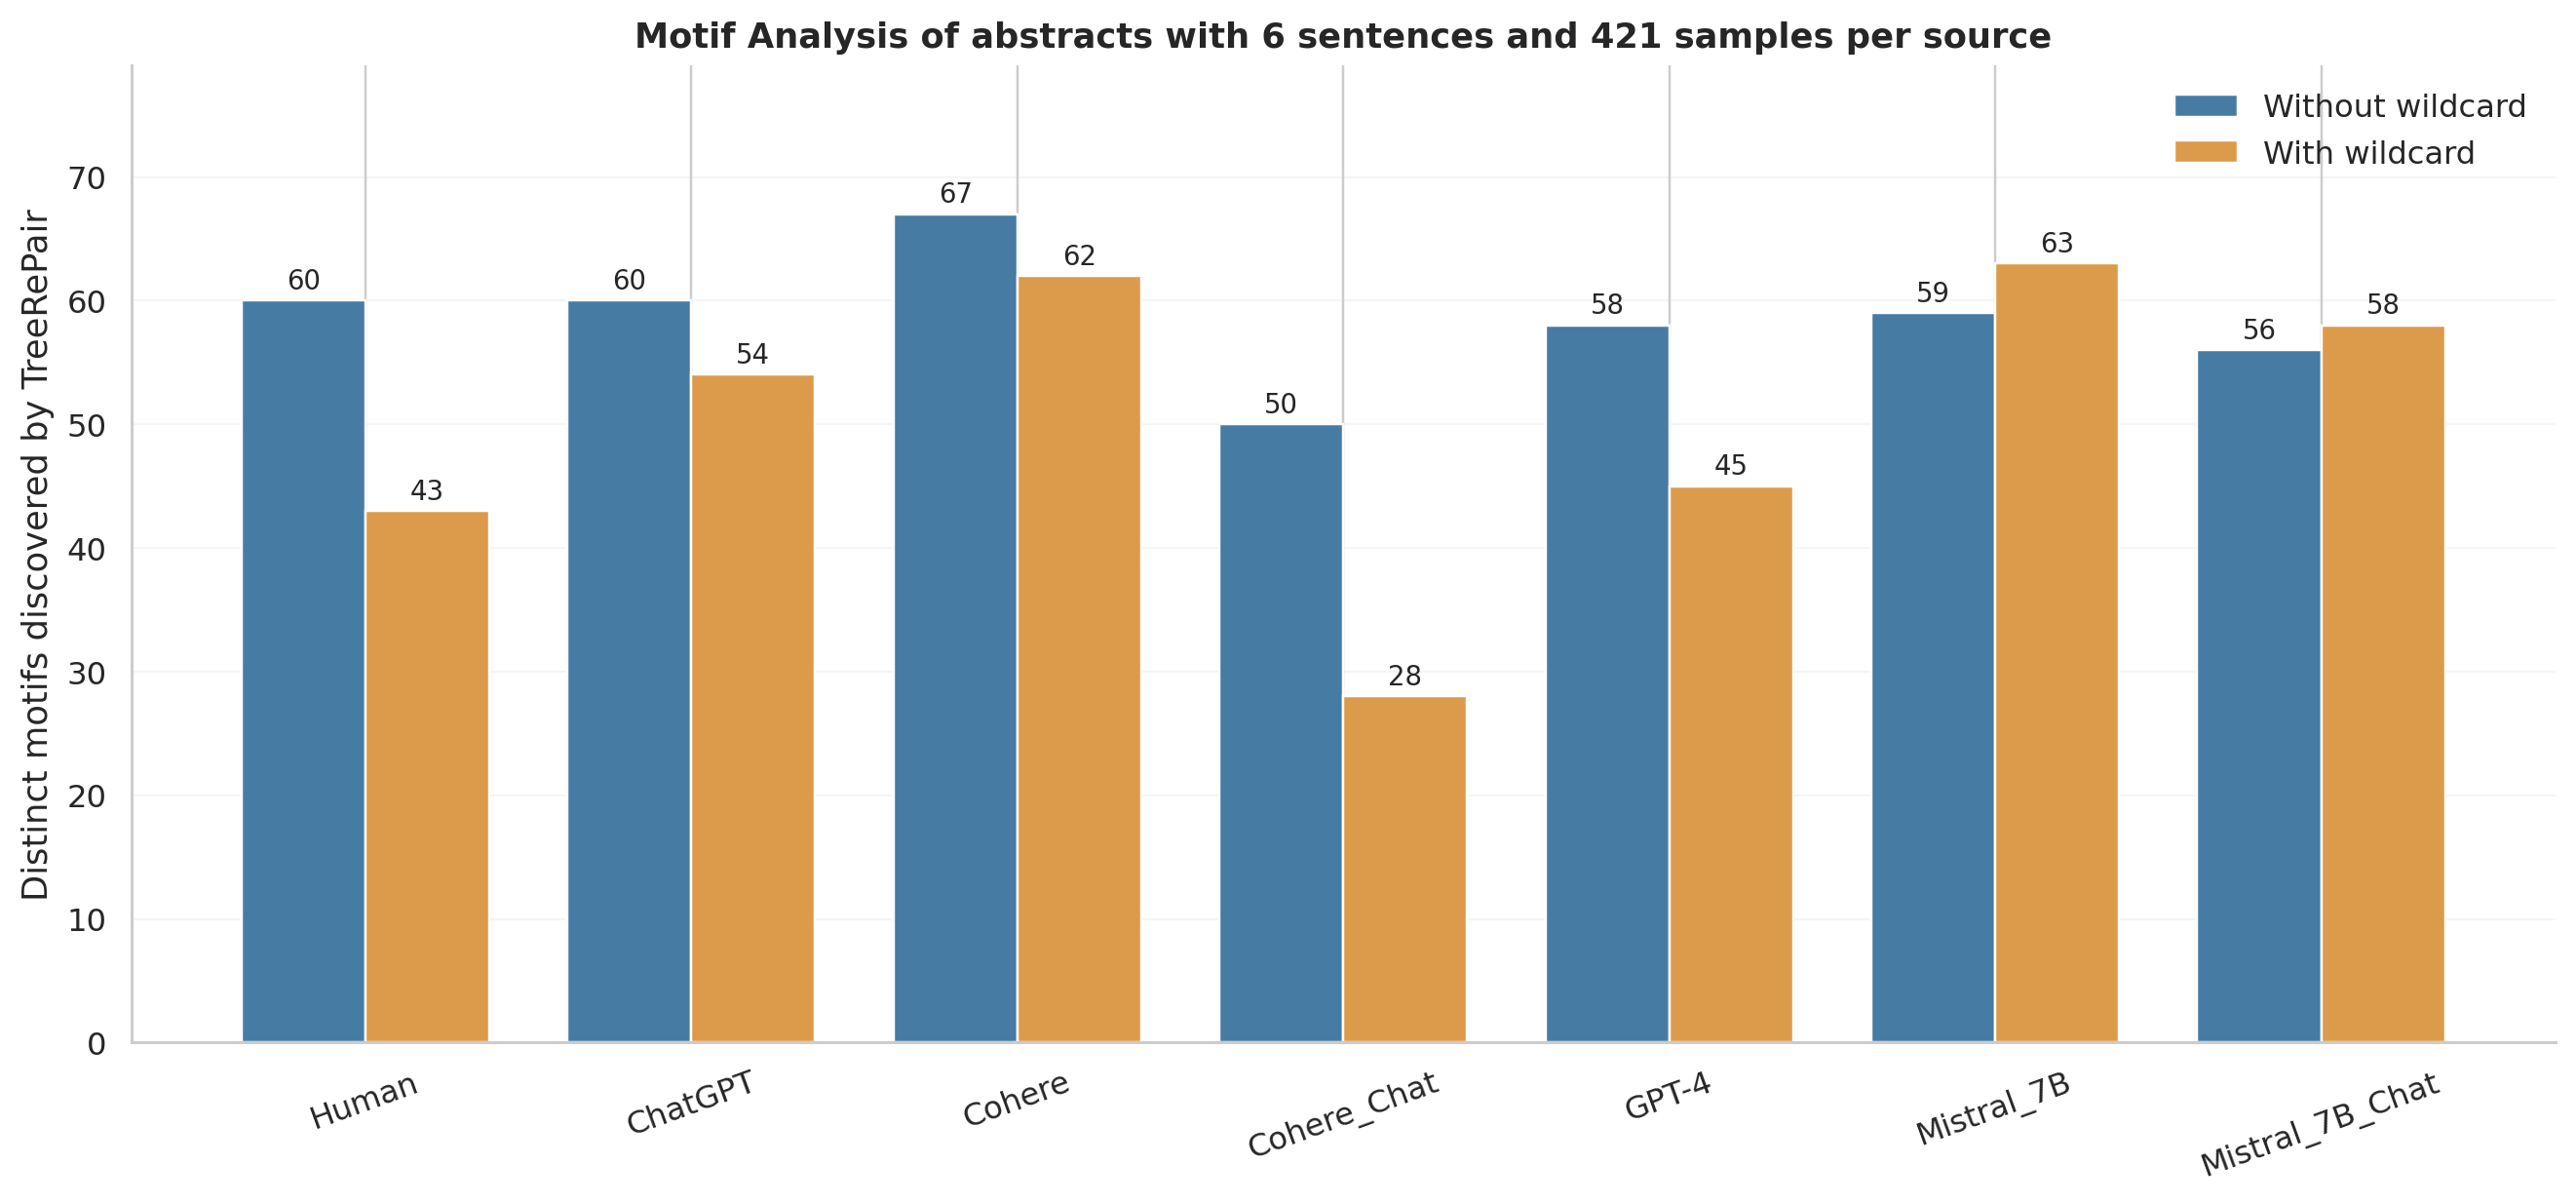 Motif Analysis of abstracts with 6 sentences and 421 samples per source
Without wildcard
With wildcard
Distinct motifs discovered by TreeRePair
70
60
50
40
30
20
10
0
60
43
60
54
67
62
50
28
58
45
59
63
56
58
Human
ChatGPT
Cohere
Cohere_Chat
GPT-4
Mistral_7B
Mistral_7B_Chat